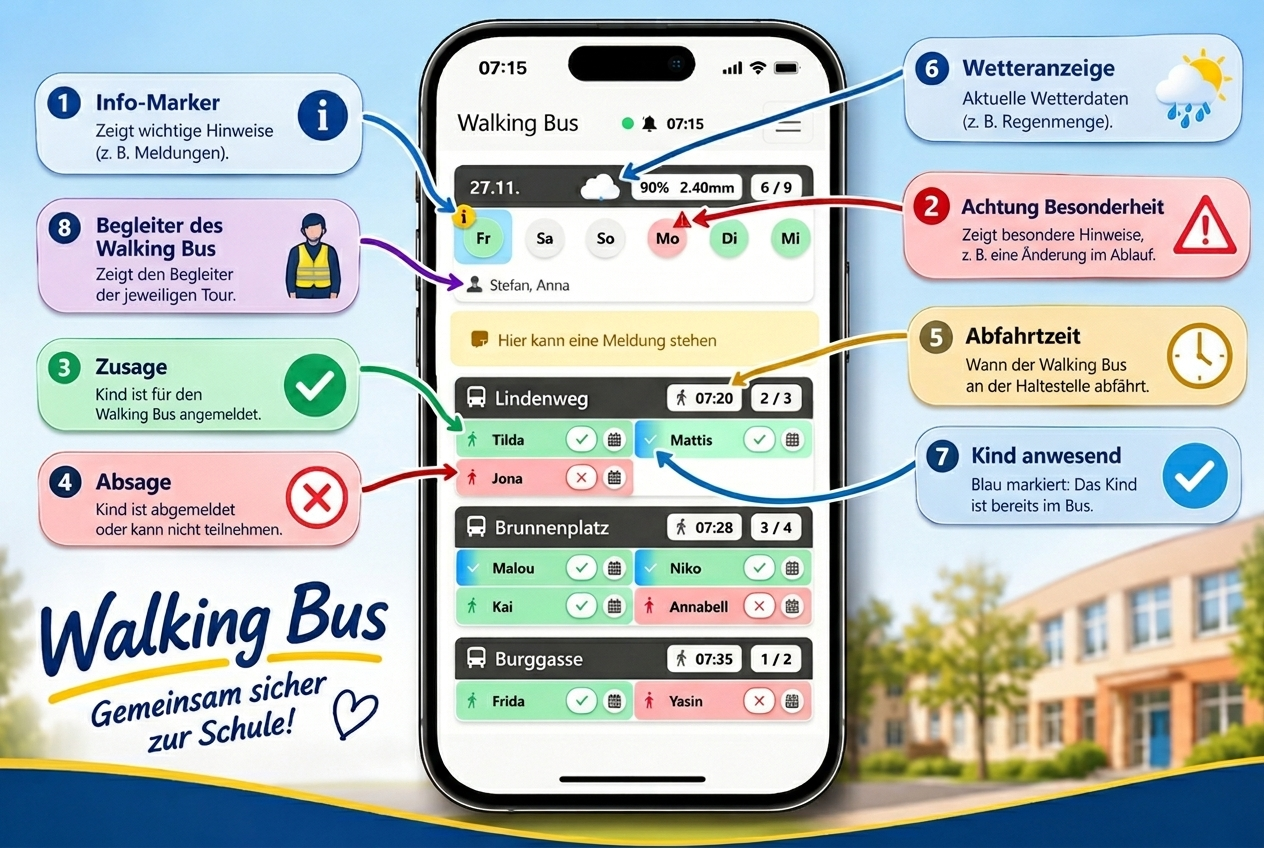 1 Info-Marker
Zeigt wichtige Hinweise
(z. B. Meldungen).
i
8 Begleiter des
Walking Bus
Zeigt den Begleiter
der jeweiligen Tour.
3 Zusage
Kind ist für den
Walking Bus angemeldet.
4 Absage
Kind ist abgemeldet
oder kann nicht teilnehmen.
Walking Bus
Gemeinsam sicher
zur Schule!
07:15
Walking Bus 07:15
27.11. 90% 2.40mm 6 / 9
i
Fr Sa So Mo Di Mi
Stefan, Anna
Hier kann eine Meldung stehen
Lindenweg 07:20 2 / 3
Tilda Mattis
Jona
Brunnenplatz 07:28 3 / 4
Malou Niko
Kai Annabell
Burggasse 07:35 1 / 2
Frida Yasin
6 Wetteranzeige
Aktuelle Wetterdaten
(z. B. Regenmenge).
2 Achtung Besonderheit
Zeigt besondere Hinweise,
z. B. eine Änderung im Ablauf.
5 Abfahrtzeit
Wann der Walking Bus
an der Haltestelle abfährt.
7 Kind anwesend
Blau markiert: Das Kind
ist bereits im Bus.